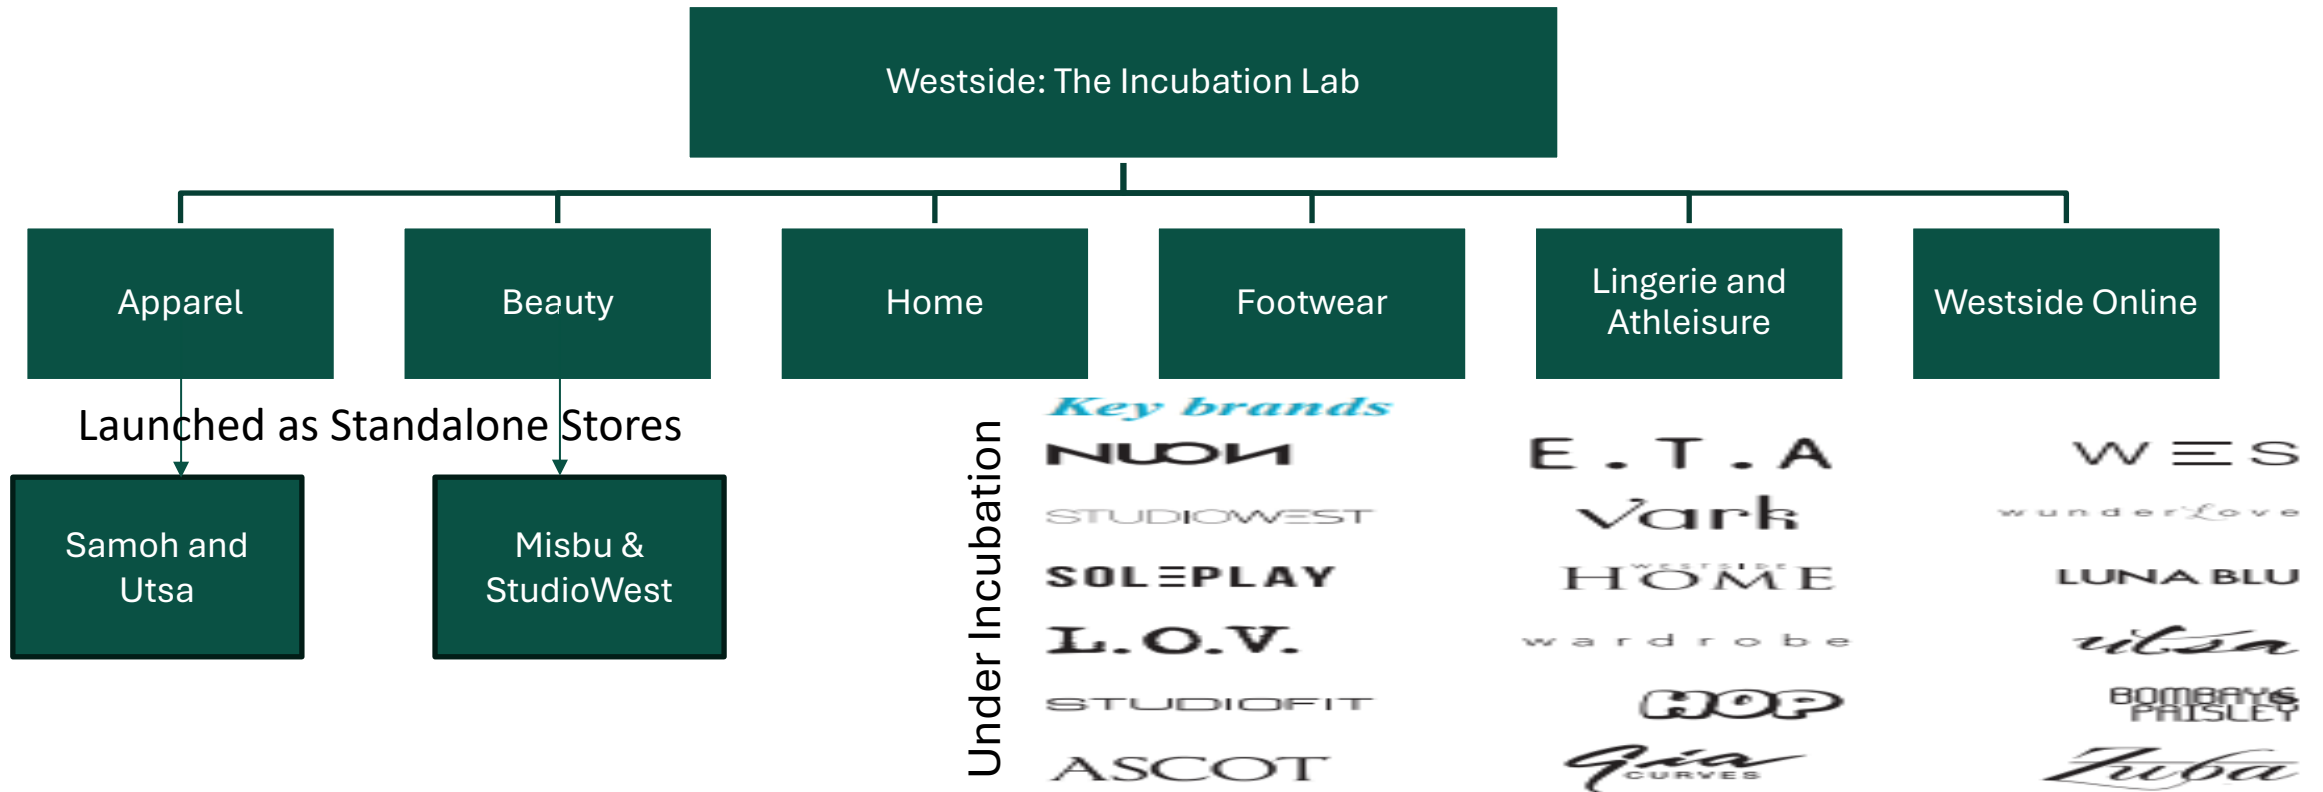 Westside: The Incubation Lab
Apparel
Beauty
Home
Footwear
Lingerie and
Athleisure
Westside Online
Launched as Standalone Stores
Samoh and
Utsa
Misbu &
StudioWest
Under Incubation
Key brands
NUON
E.T.A
WES
STUDIOWEST
Vark
wunderlove
SOLEPLAY
WESTSIDE
HOME
LUNA BLU
L.O.V.
wardrobe
utsa
STUDIOFIT
HOP
BOMBAY &
PAISLEY
ASCOT
Gia
CURVES
Zuba